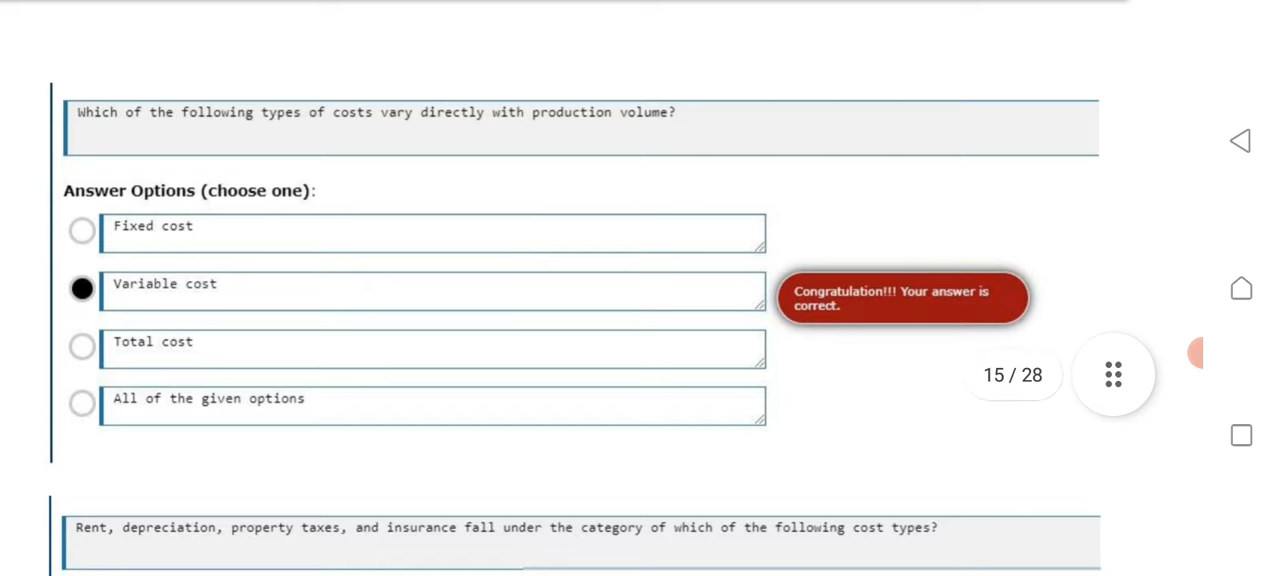 Which of the following types of costs vary directly with production volume?
Answer Options (choose one):
Fixed cost
Variable cost
Congratulation!!! Your answer is
correct.
Total cost
15 / 28
All of the given options
Rent, depreciation, property taxes, and insurance fall under the category of which of the following cost types?